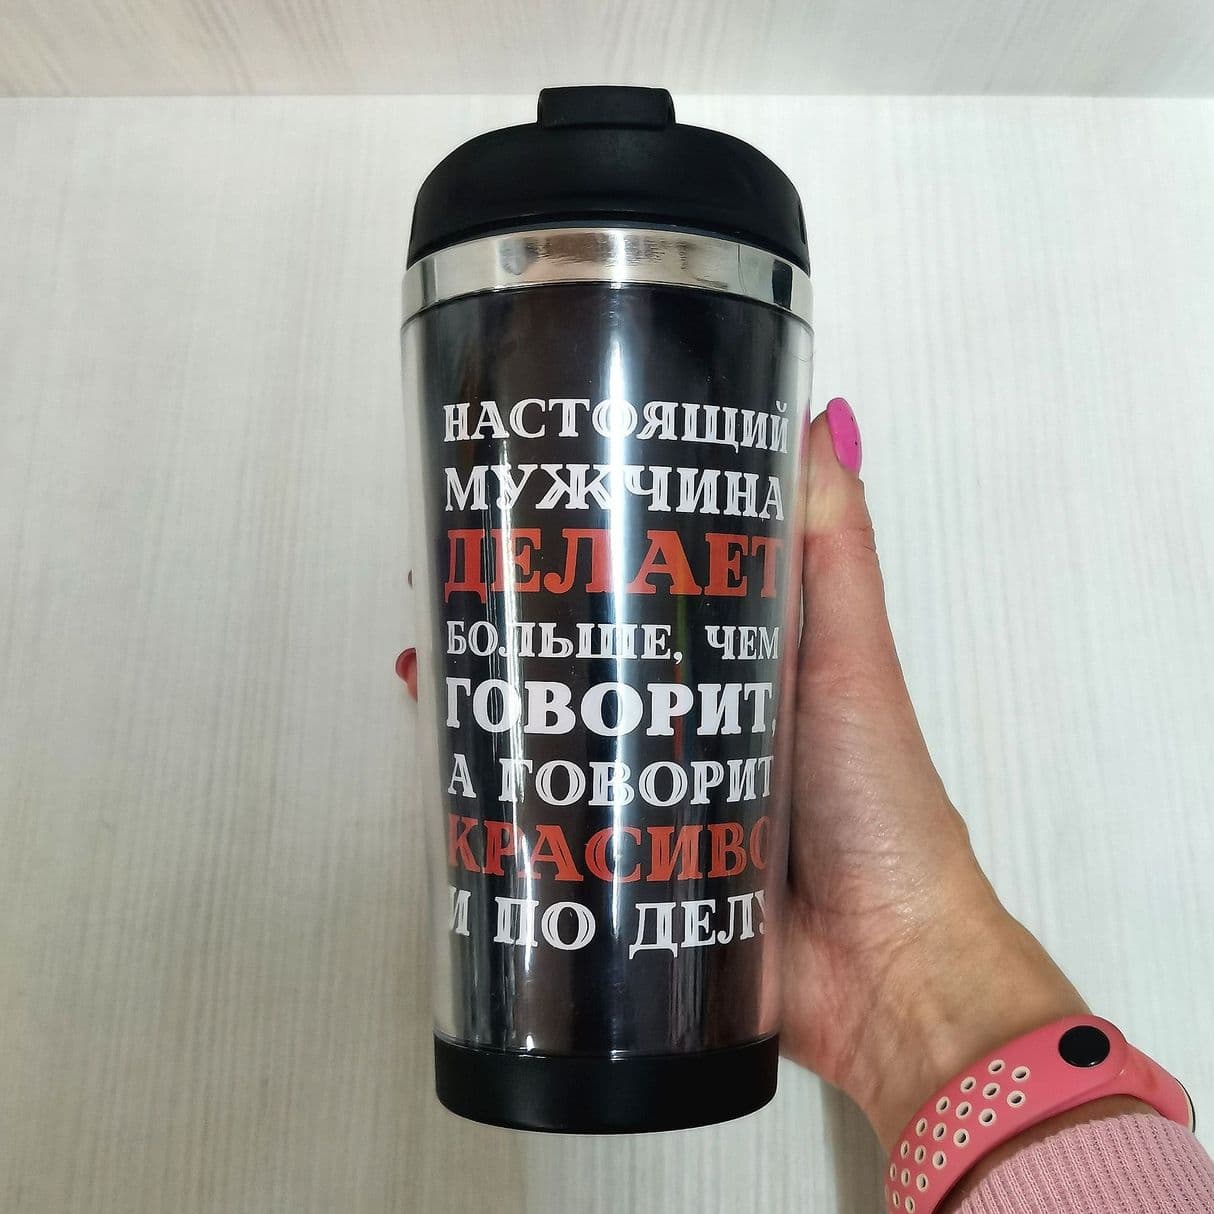 НАСТОЯЩИЙ
МУЖЧИНА
ДЕЛАЕТ
БОЛЬШЕ, ЧЕМ
ГОВОРИТ,
А ГОВОРИТ
КРАСИВО
И ПО ДЕЛУ